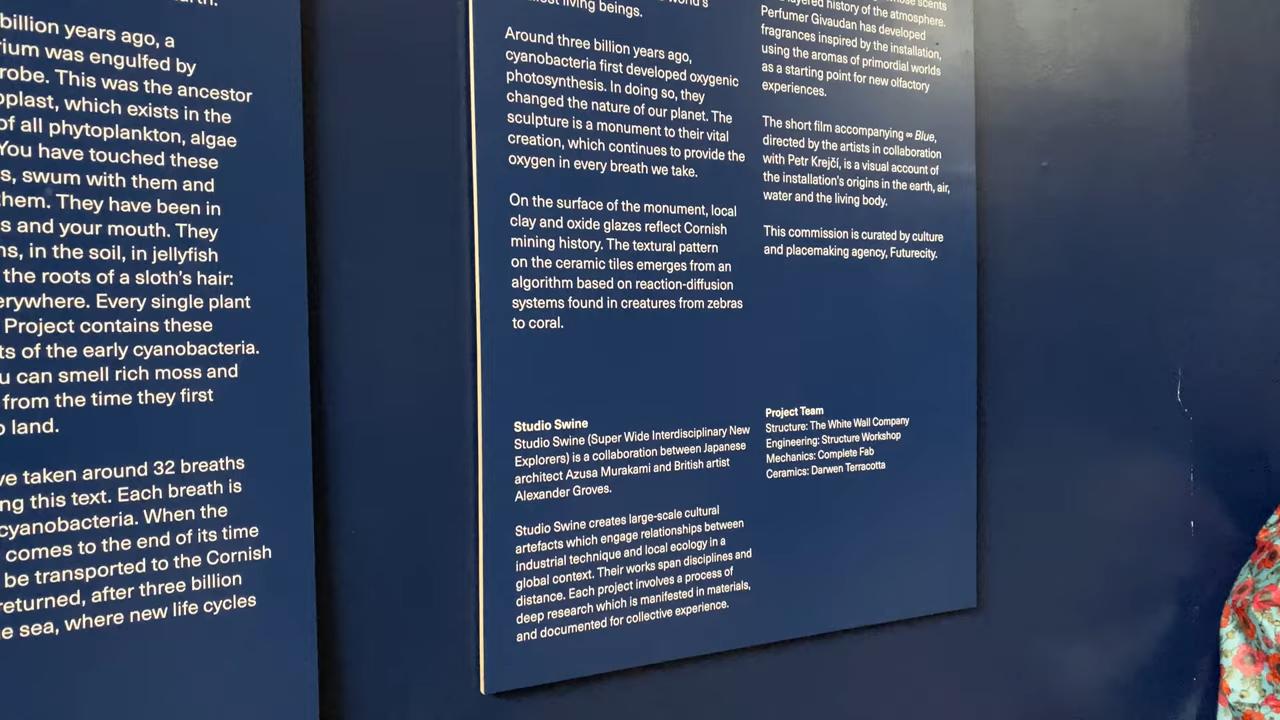 billion years ago, a
was engulfed by
This was the ancestor
which exists in the
of all phytoplankton, algae
You have touched these
swum with them and
They have been in
and your mouth. They
in the soil, in jellyfish
the roots of a sloth's hair:
Every single plant
Project contains these
of the early cyanobacteria.
can smell rich moss and
from the time they first
land.
taken around 32 breaths
this text. Each breath is
cyanobacteria. When the
comes to the end of its time
be transported to the Cornish
returned, after three billion
sea, where new life cycles
living beings.
Around three billion years ago,
cyanobacteria first developed oxygenic
photosynthesis. In doing so, they
changed the nature of our planet. The
sculpture is a monument to their vital
creation, which continues to provide the
oxygen in every breath we take.
On the surface of the monument, local
clay and oxide glazes reflect Cornish
mining history. The textural pattern
on the ceramic tiles emerges from an
algorithm based on reaction-diffusion
systems found in creatures from zebras
to coral.
Studio Swine
Studio Swine (Super Wide Interdisciplinary New
Explorers) is a collaboration between Japanese
architect Azusa Murakami and British artist
Alexander Groves.
Studio Swine creates large-scale cultural
artefacts which engage relationships between
industrial technique and local ecology in a
global context. Their works span disciplines and
distance. Each project involves a process of
deep research which is manifested in materials,
and documented for collective experience.
history of the atmosphere.
Perfumer Givaudan has developed
fragrances inspired by the installation,
using the aromas of primordial worlds
as a starting point for new olfactory
experiences.
The short film accompanying ∞ Blue,
directed by the artists in collaboration
with Petr Krejčí, is a visual account of
the installation's origins in the earth, air,
water and the living body.
This commission is curated by culture
and placemaking agency, Futurecity.
Project Team
Structure: The White Wall Company
Engineering: Structure Workshop
Mechanics: Complete Fab
Ceramics: Darwen Terracotta